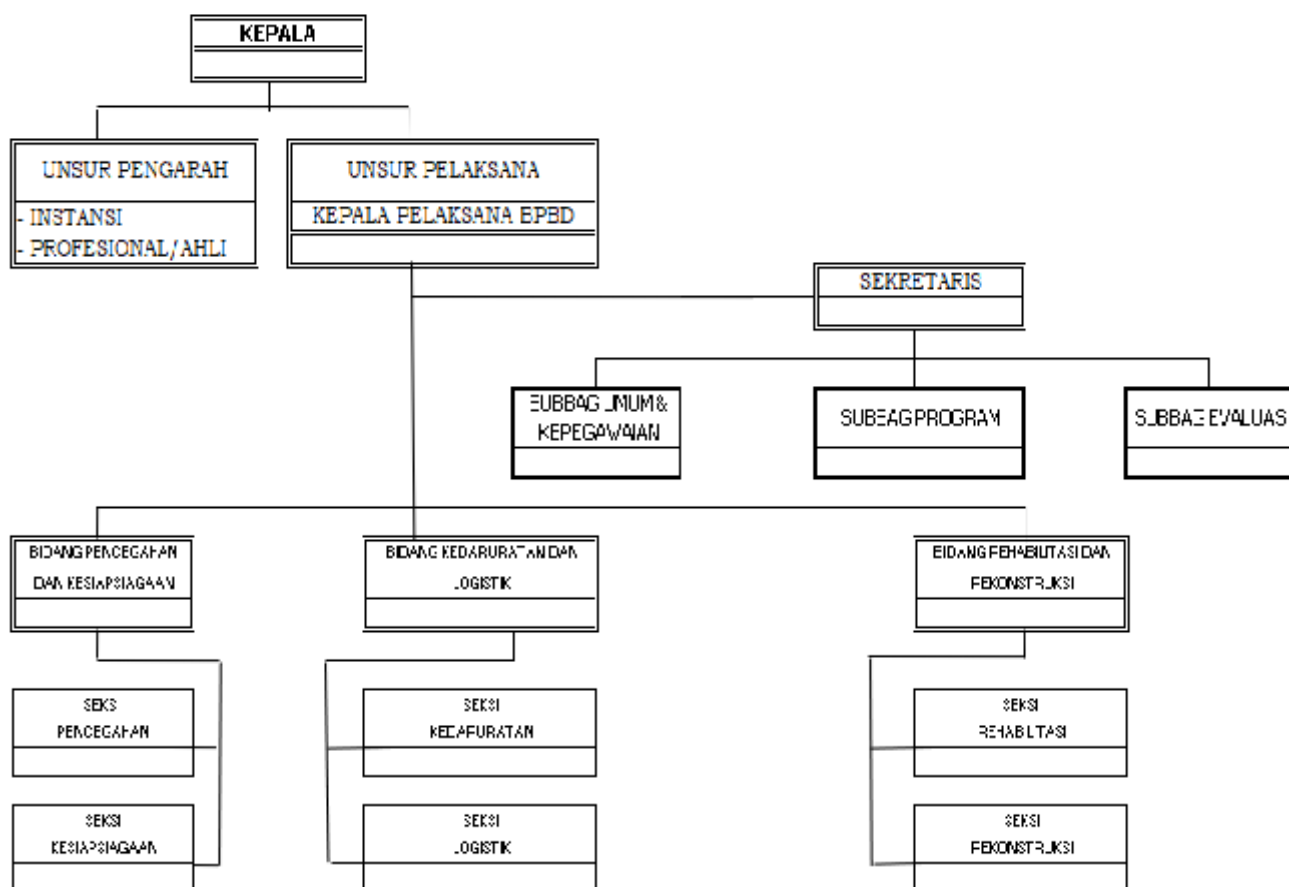 KEPALA
UNSUR PENGARAH
- INSTANSI
- PROFESIONAL/AHLI
UNSUR PELAKSANA
KEPALA PELAKSANA BPBD
SEKRETARIS
SUBBAG UMUM &
KEPEGAWAIAN
SUBBAG PROGRAM
SUBBAG EVALUAS
BIDANG PENCEGAHAN
DAN KESIAPSIAGAAN
BIDANG KEDARURATAN DAN
LOGISTIK
BIDANG REHABILITASI DAN
REKONSTRUKSI
SEKSI
PENCEGAHAN
SEKSI
KEDARURATAN
SEKSI
REHABILITASI
SEKSI
KESIAPSIAGAAN
SEKSI
LOGISTIK
SEKSI
REKONSTRUKSI